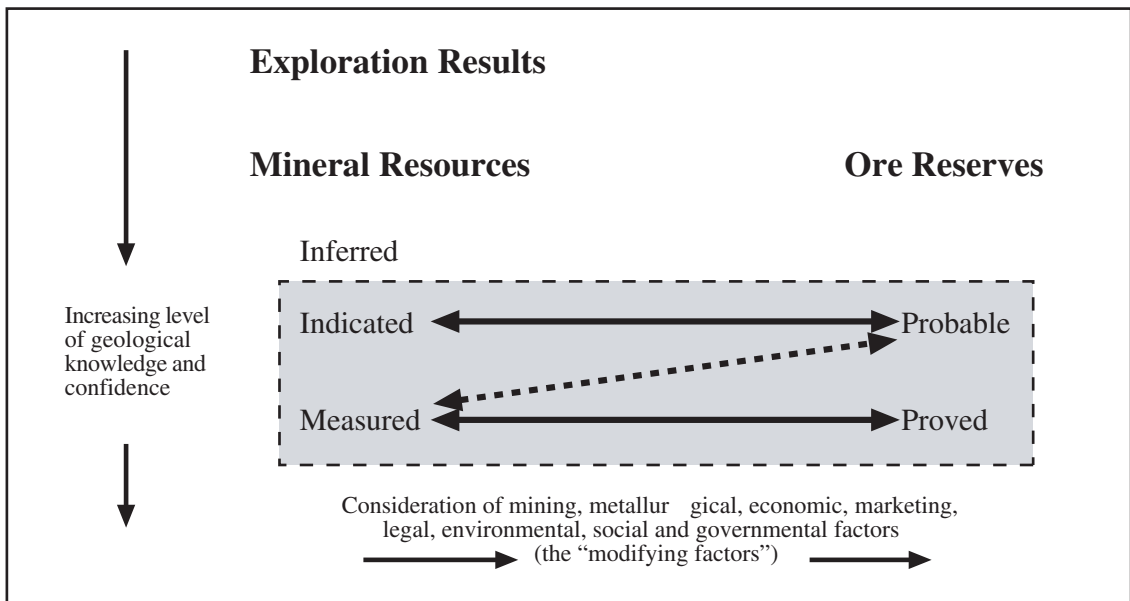 Exploration Results
Mineral Resources
Ore Reserves
Inferred
Increasing level
of geological
knowledge and
confidence
Indicated
Probable
Measured
Proved
Consideration of mining, metallur gical, economic, marketing,
legal, environmental, social and governmental factors
(the “modifying factors”)